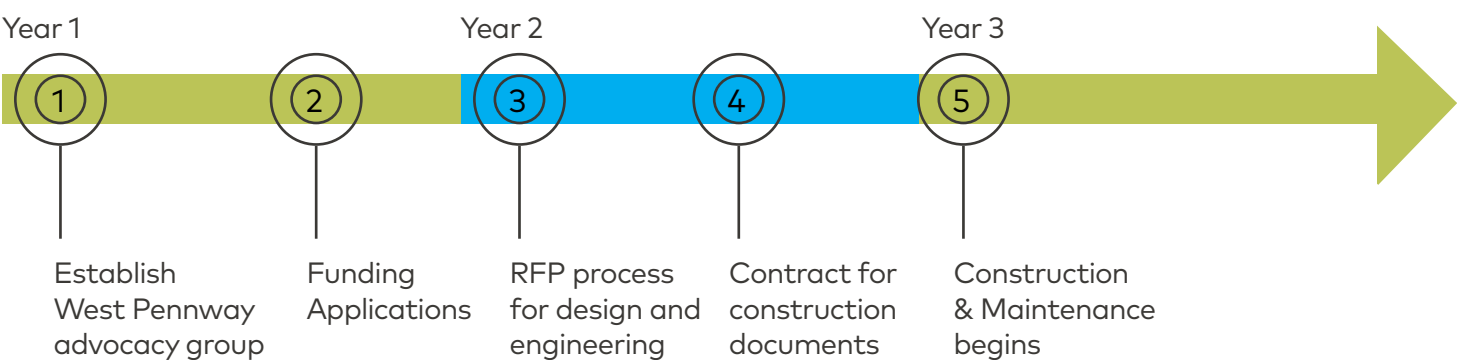 Year 1
Year 2
Year 3
1
2
3
4
5
Establish
West Pennway
advocacy group
Funding
Applications
RFP process
for design and
engineering
Contract for
construction
documents
Construction
& Maintenance
begins